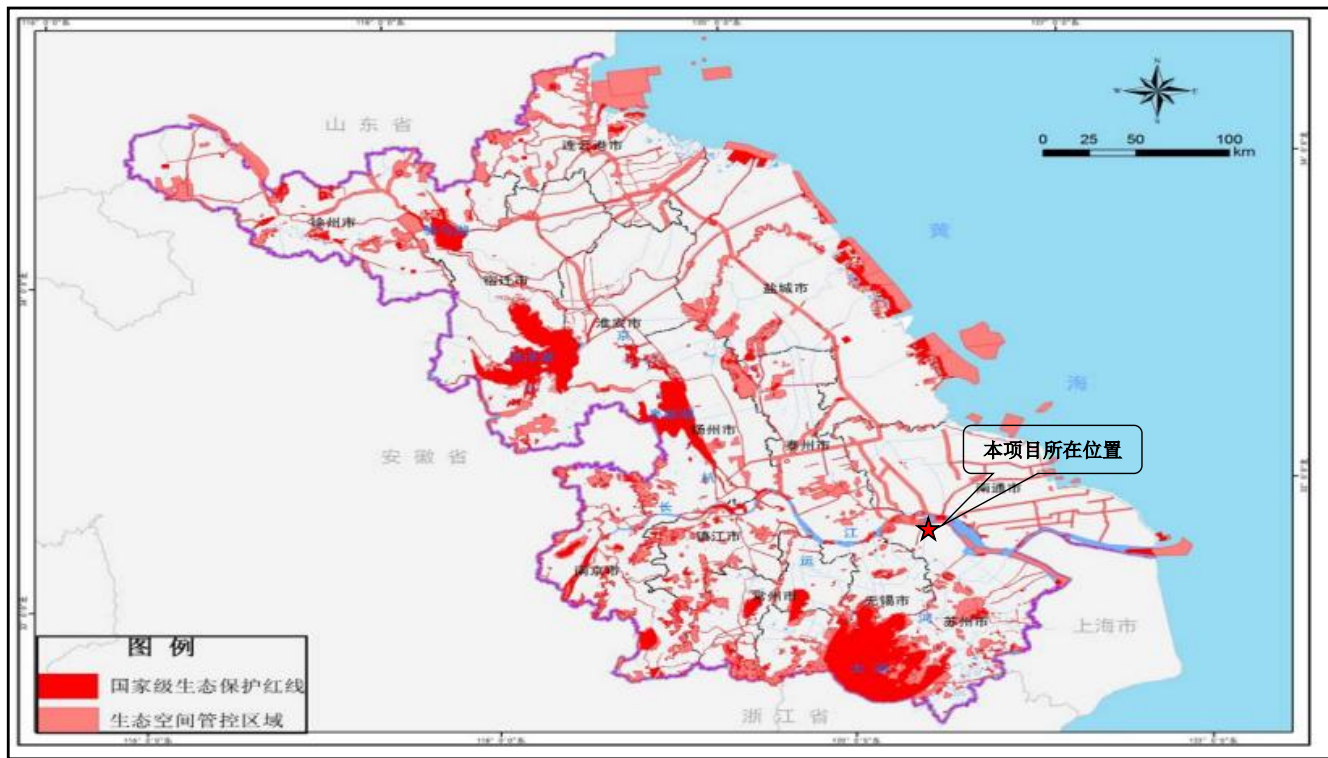 N
W
E
S
0 25 50 100
km
山东省
连云港市
徐州市
黄
宿迁市
盐城市
淮安市
京
海
扬州市
泰州市
本项目所在位置
安徽省
南通市
杭
长
江
镇江市
运
南京市
常州市
无锡市
河
苏州市
上海市
太湖
浙江省
图例
国家级生态保护红线
生态空间管控区域